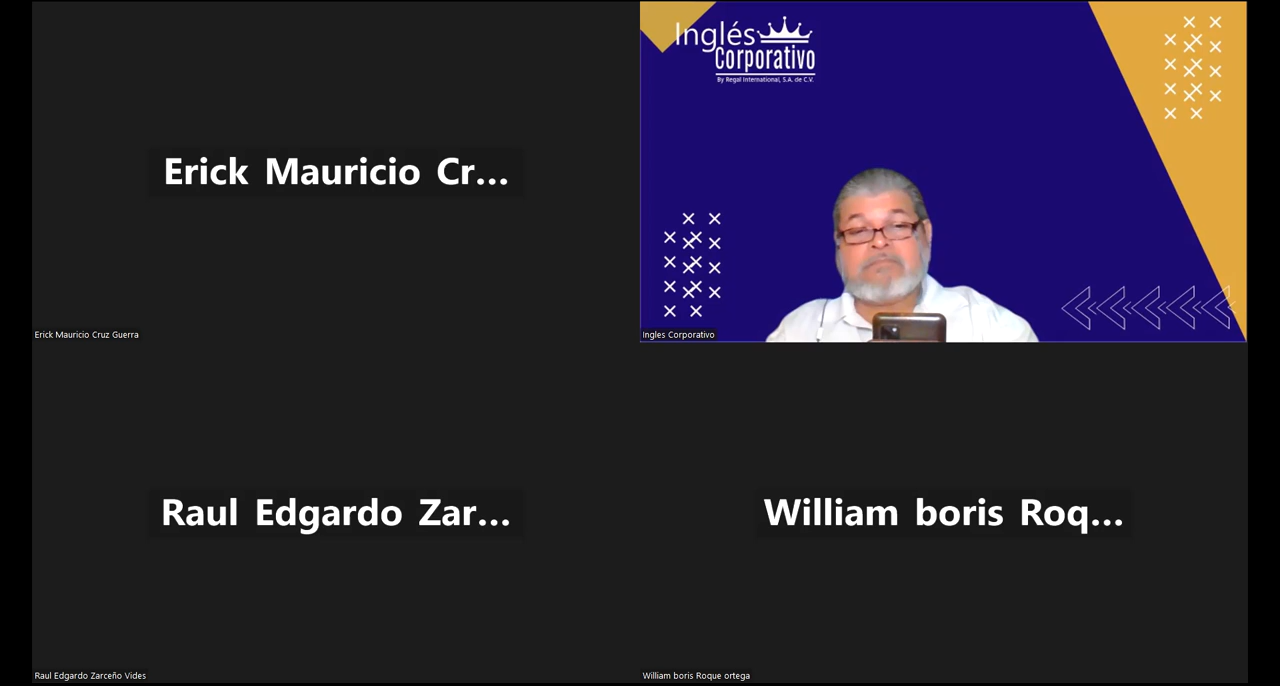 Erick Mauricio Cr...
Erick Mauricio Cruz Guerra
Inglés
Corporativo
By Regal International, S.A. de C.V.
Ingles Corporativo
Raul Edgardo Zar...
Raul Edgardo Zarceño Vides
William boris Roq...
William boris Roque ortega